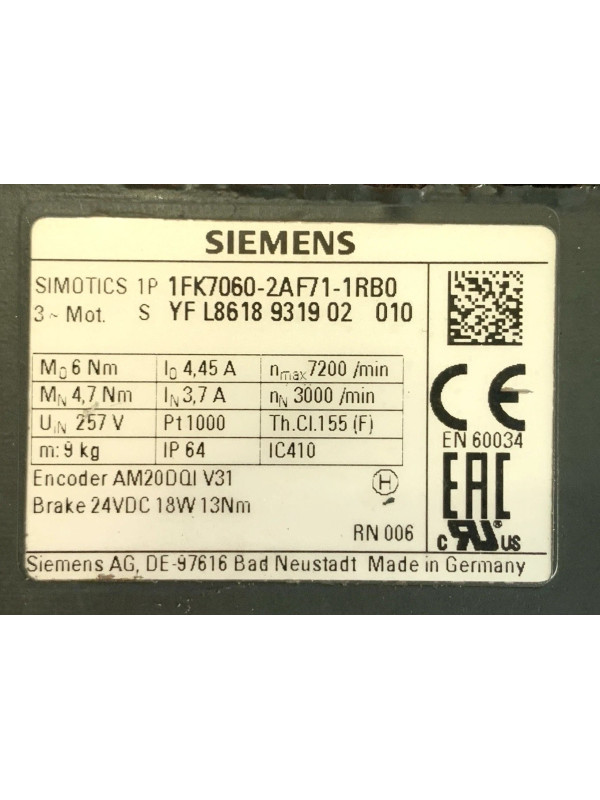 SIEMENS
SIMOTICS 1P 1FK7060-2AF71-1RB0
3 ~ Mot. S YF L8618 9319 02 010
M0 6 Nm I0 4,45 A nmax 7200 /min
MN 4,7 Nm IN 3,7 A nN 3000 /min
UIN 257 V Pt1000 Th.Cl.155 (F)
m: 9 kg IP 64 IC410
CE
EN 60034
Encoder AM20DQI V31 H
Brake 24VDC 18W 13Nm
EAC
RN 006
c RU ® US
Siemens AG, DE-97616 Bad Neustadt Made in Germany